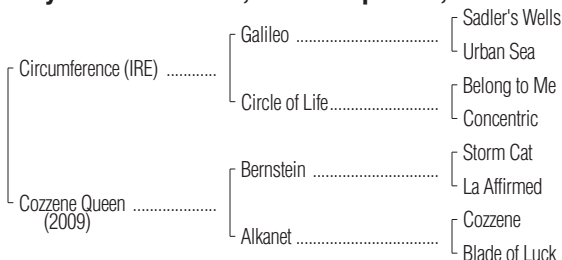 Sadler's Wells
Galileo ........................................
Urban Sea
Circumference (IRE) ............
Belong to Me
Circle of Life..............................
Concentric
Storm Cat
Bernstein ...................................
La Affirmed
Cozzene Queen ....................
(2009)
Cozzene
Alkanet .......................................
Blade of Luck